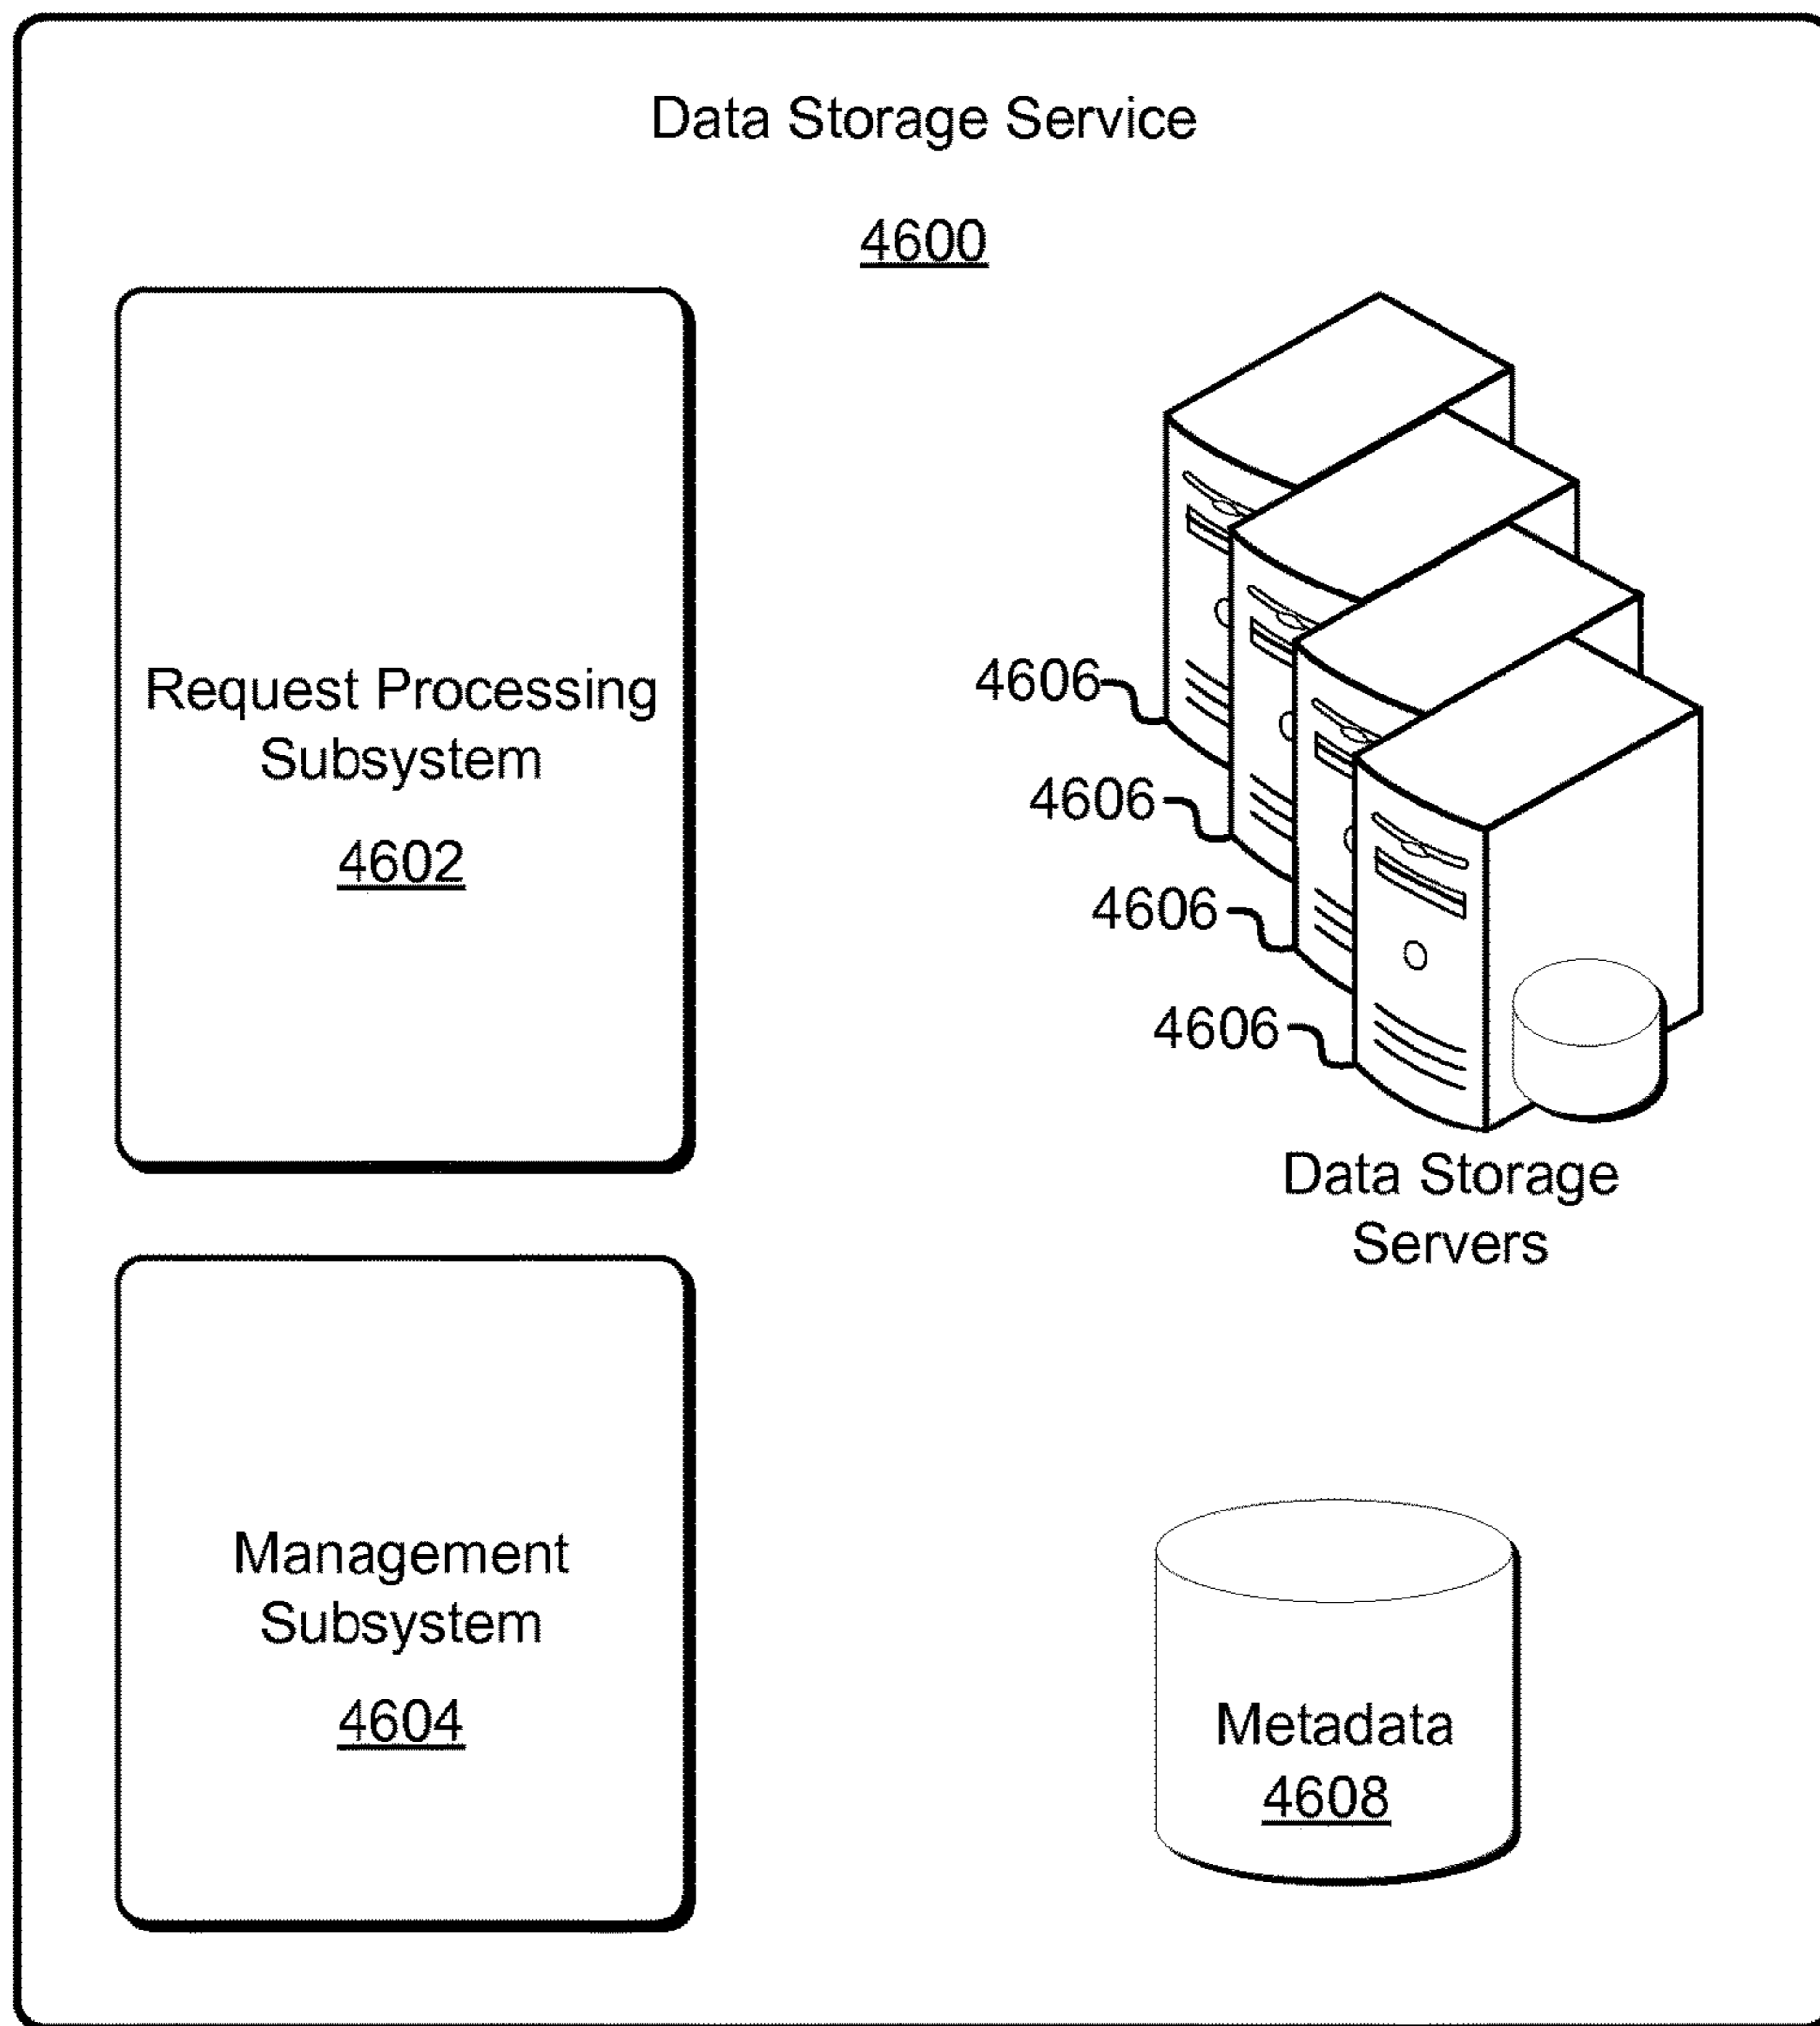 Data Storage Service
4600
Request Processing
Subsystem
4602
4606
4606
4606
4606
Data Storage
Servers
Management
Subsystem
4604
Metadata
4608